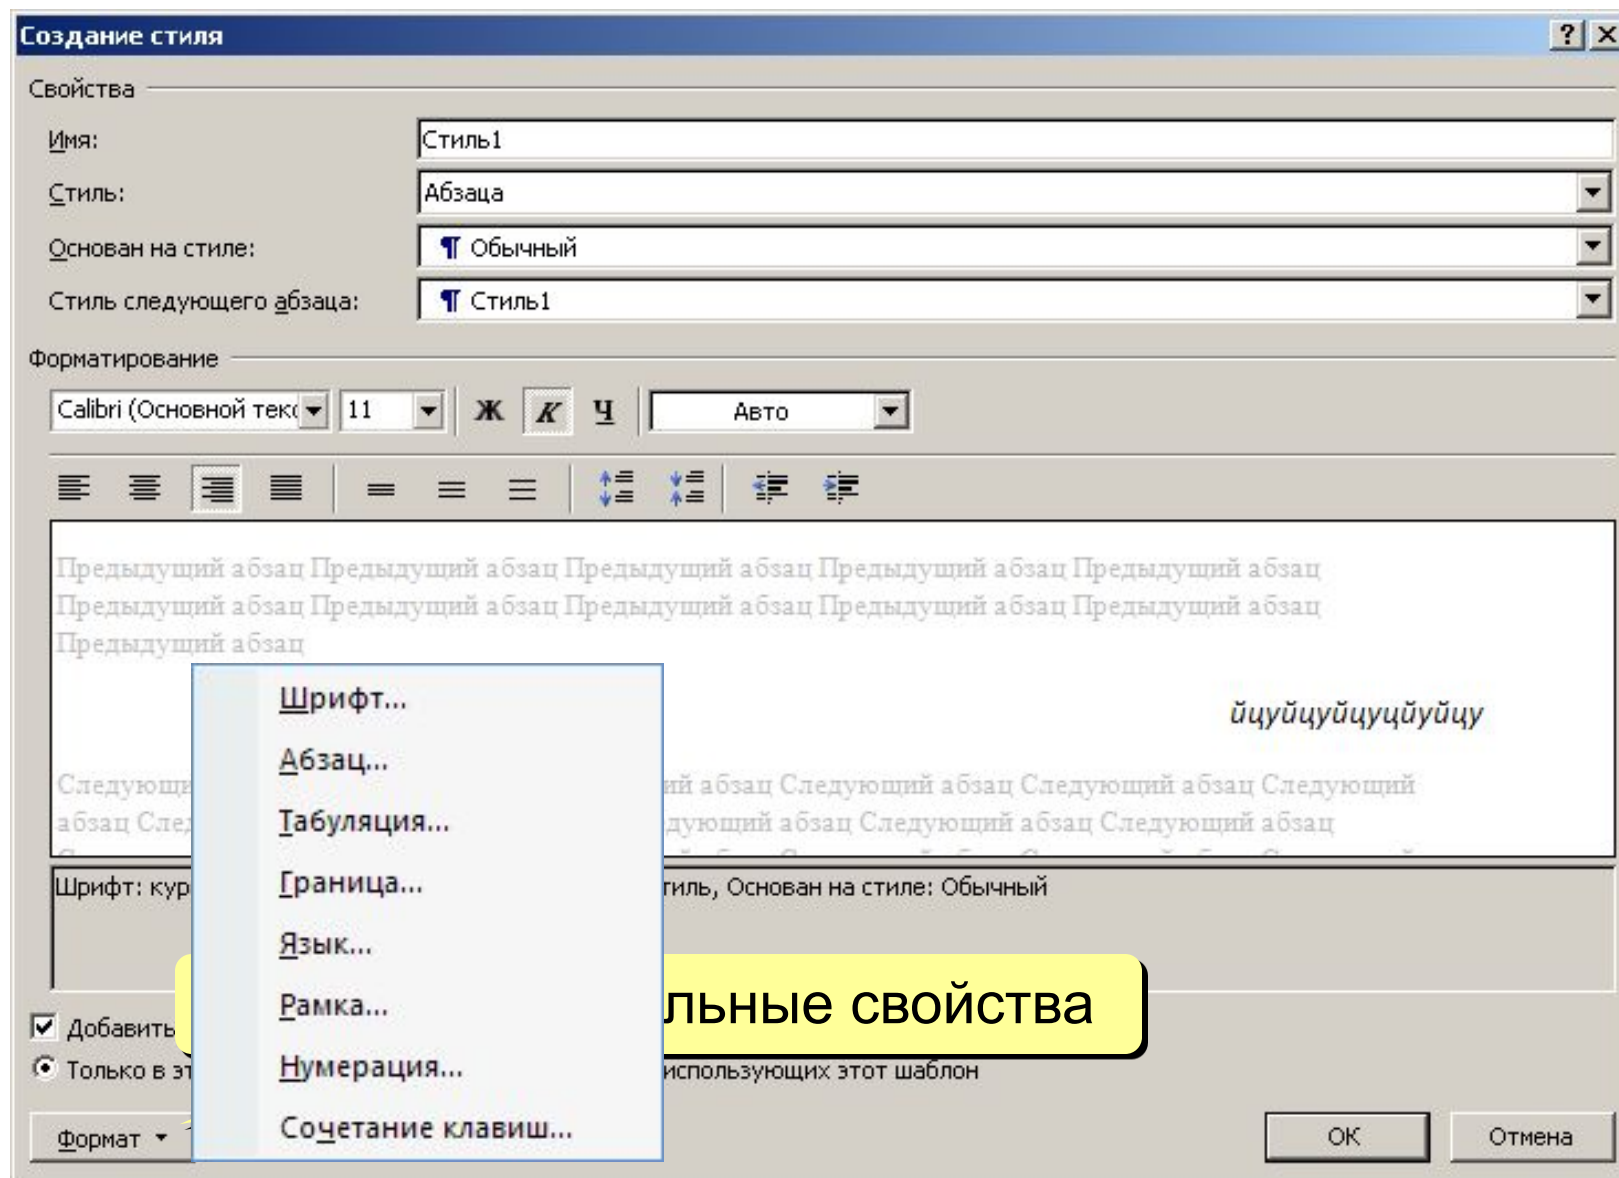 Создание стиля
Свойства
Имя:
Стиль1
Стиль:
Абзаца
Основан на стиле:
¶ Обычный
Стиль следующего абзаца:
¶ Стиль1
Форматирование
Calibri (Основной текс 11 Ж К Ч Авто
Предыдущий абзац Предыдущий абзац Предыдущий абзац Предыдущий абзац Предыдущий абзац
Предыдущий абзац Предыдущий абзац Предыдущий абзац Предыдущий абзац Предыдущий абзац
Предыдущий абзац
йцуйцуйцуцйуйцу
Следующи ий абзац Следующий абзац Следующий абзац Следующий
абзац Сле дующий абзац Следующий абзац Следующий абзац
Шрифт: кур тиль, Основан на стиле: Обычный
льные свойства
Добавить
Только в эт использующих этот шаблон
Формат
Шрифт...
Абзац...
Табуляция...
Граница...
Язык...
Рамка...
Нумерация...
Сочетание клавиш...
ОК
Отмена